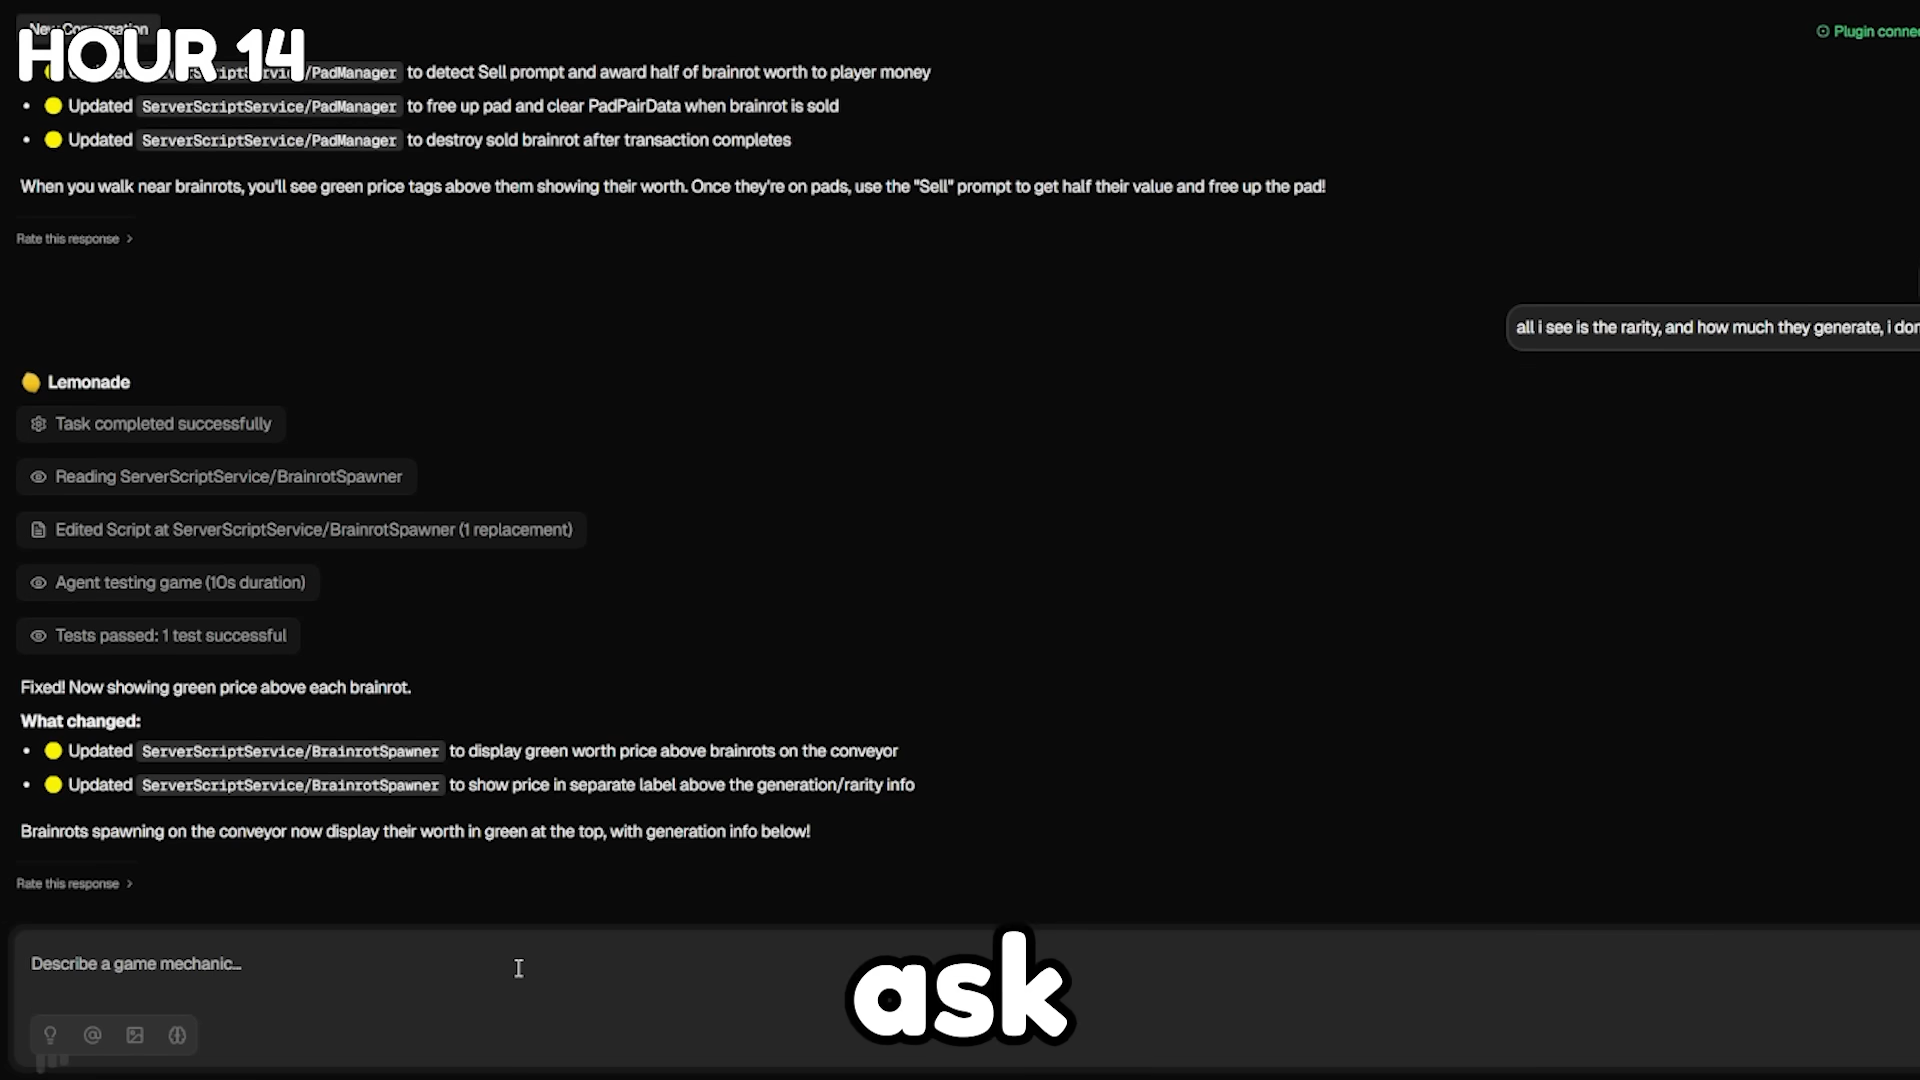 New Conversation
HOUR 14
Plugin connec
ServerScriptService/PadManager to detect Sell prompt and award half of brainrot worth to player money
• Updated ServerScriptService/PadManager to free up pad and clear PadPairData when brainrot is sold
• Updated ServerScriptService/PadManager to destroy sold brainrot after transaction completes
When you walk near brainrots, you'll see green price tags above them showing their worth. Once they're on pads, use the "Sell" prompt to get half their value and free up the pad!
Rate this response >
all i see is the rarity, and how much they generate, i don
Lemonade
Task completed successfully
Reading ServerScriptService/BrainrotSpawner
Edited Script at ServerScriptService/BrainrotSpawner (1 replacement)
Agent testing game (10s duration)
Tests passed: 1 test successful
Fixed! Now showing green price above each brainrot.
What changed:
• Updated ServerScriptService/BrainrotSpawner to display green worth price above brainrots on the conveyor
• Updated ServerScriptService/BrainrotSpawner to show price in separate label above the generation/rarity info
Brainrots spawning on the conveyor now display their worth in green at the top, with generation info below!
Rate this response >
Describe a game mechanic...
ask